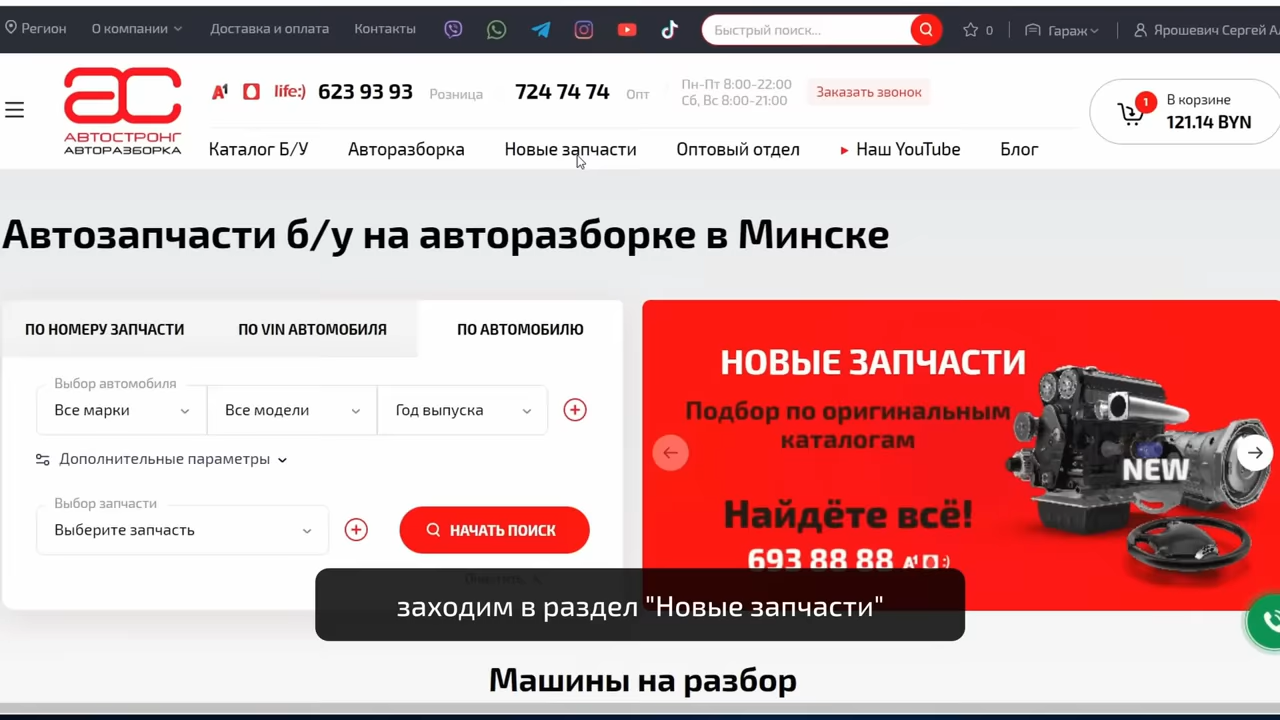 Регион О компании Доставка и оплата Контакты Быстрый поиск... 0 Гараж Ярошевич Сергей
АС
АВТОСТРОНГ
АВТОРАЗБОРКА
A1 life:) 623 93 93 Розница 724 74 74 Опт
Пн-Пт 8:00-22:00
Сб, Вс 8:00-21:00
Заказать звонок
1
В корзине
121.14 BYN
Каталог Б/У Авторазборка Новые запчасти Оптовый отдел Наш YouTube Блог
Автозапчасти б/у на авторазборке в Минске
ПО НОМЕРУ ЗАПЧАСТИ ПО VIN АВТОМОБИЛЯ ПО АВТОМОБИЛЮ
Выбор автомобиля
Все марки Все модели Год выпуска
Дополнительные параметры
Выбор запчасти
Выберите запчасть НАЧАТЬ ПОИСК
НОВЫЕ ЗАПЧАСТИ
Подбор по оригинальным
каталогам
NEW
Найдёте всё!
693 88 88 A1 :)
заходим в раздел "Новые запчасти"
Машины на разбор